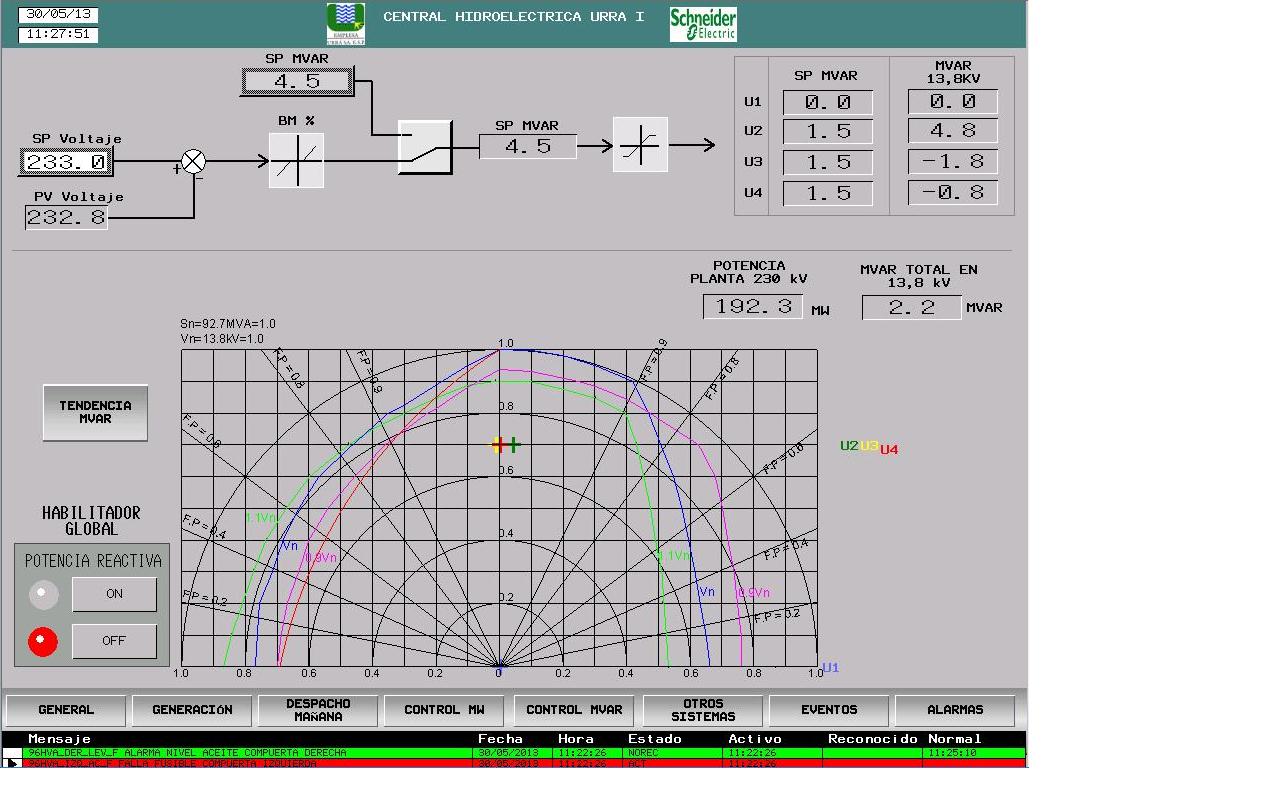 30/05/13
11:27:51
EMPRESA
URRÁ S.A. E.S.P.
CENTRAL HIDROELECTRICA URRA I
Schneider
Electric
SP MVAR
4.5
BM %
SP Voltaje
233.0
+
-
PV Voltaje
232.8
SP MVAR
4.5
SP MVAR
MVAR
13,8KV
U1 0.0 0.0
U2 1.5 4.8
U3 1.5 -1.8
U4 1.5 -0.8
POTENCIA
PLANTA 230 kV
192.3 MW
MVAR TOTAL EN
13,8 kV
2.2 MVAR
Sn=92.7MVA=1.0
Vn=13.8kV=1.0
TENDENCIA
MVAR
HABILITADOR
GLOBAL
POTENCIA REACTIVA
ON
OFF
1.0
F.P=0.8
F.P=0.9
F.P=0.9
F.P=0.8
F.P=0.6
0.8
F.P=0.6
0.6
U2 U3 U4
1.1Vn
F.P=0.4
Vn
0.9Vn
0.4
1.1Vn
F.P=0.4
F.P=0.2
0.2
Vn
0.9Vn
F.P=0.2
1.0 0.8 0.6 0.4 0.2 0 0.2 0.4 0.6 0.8 1.0 U1
GENERAL
GENERACIóN
DESPACHO
MAñANA
CONTROL MW
CONTROL MVAR
OTROS
SISTEMAS
EVENTOS
ALARMAS
Mensaje Fecha Hora Estado Activo Reconocido Normal
96HVA_DER_LEV_F ALARMA NIVEL ACEITE COMPUERTA DERECHA 30/05/2013 11:22:26 NOREC 11:22:26 11:25:10
96HVA_IZQ_AC_F FALLA FUSIBLE COMPUERTA IZQUIERDA 30/05/2013 11:22:26 ACT 11:22:26